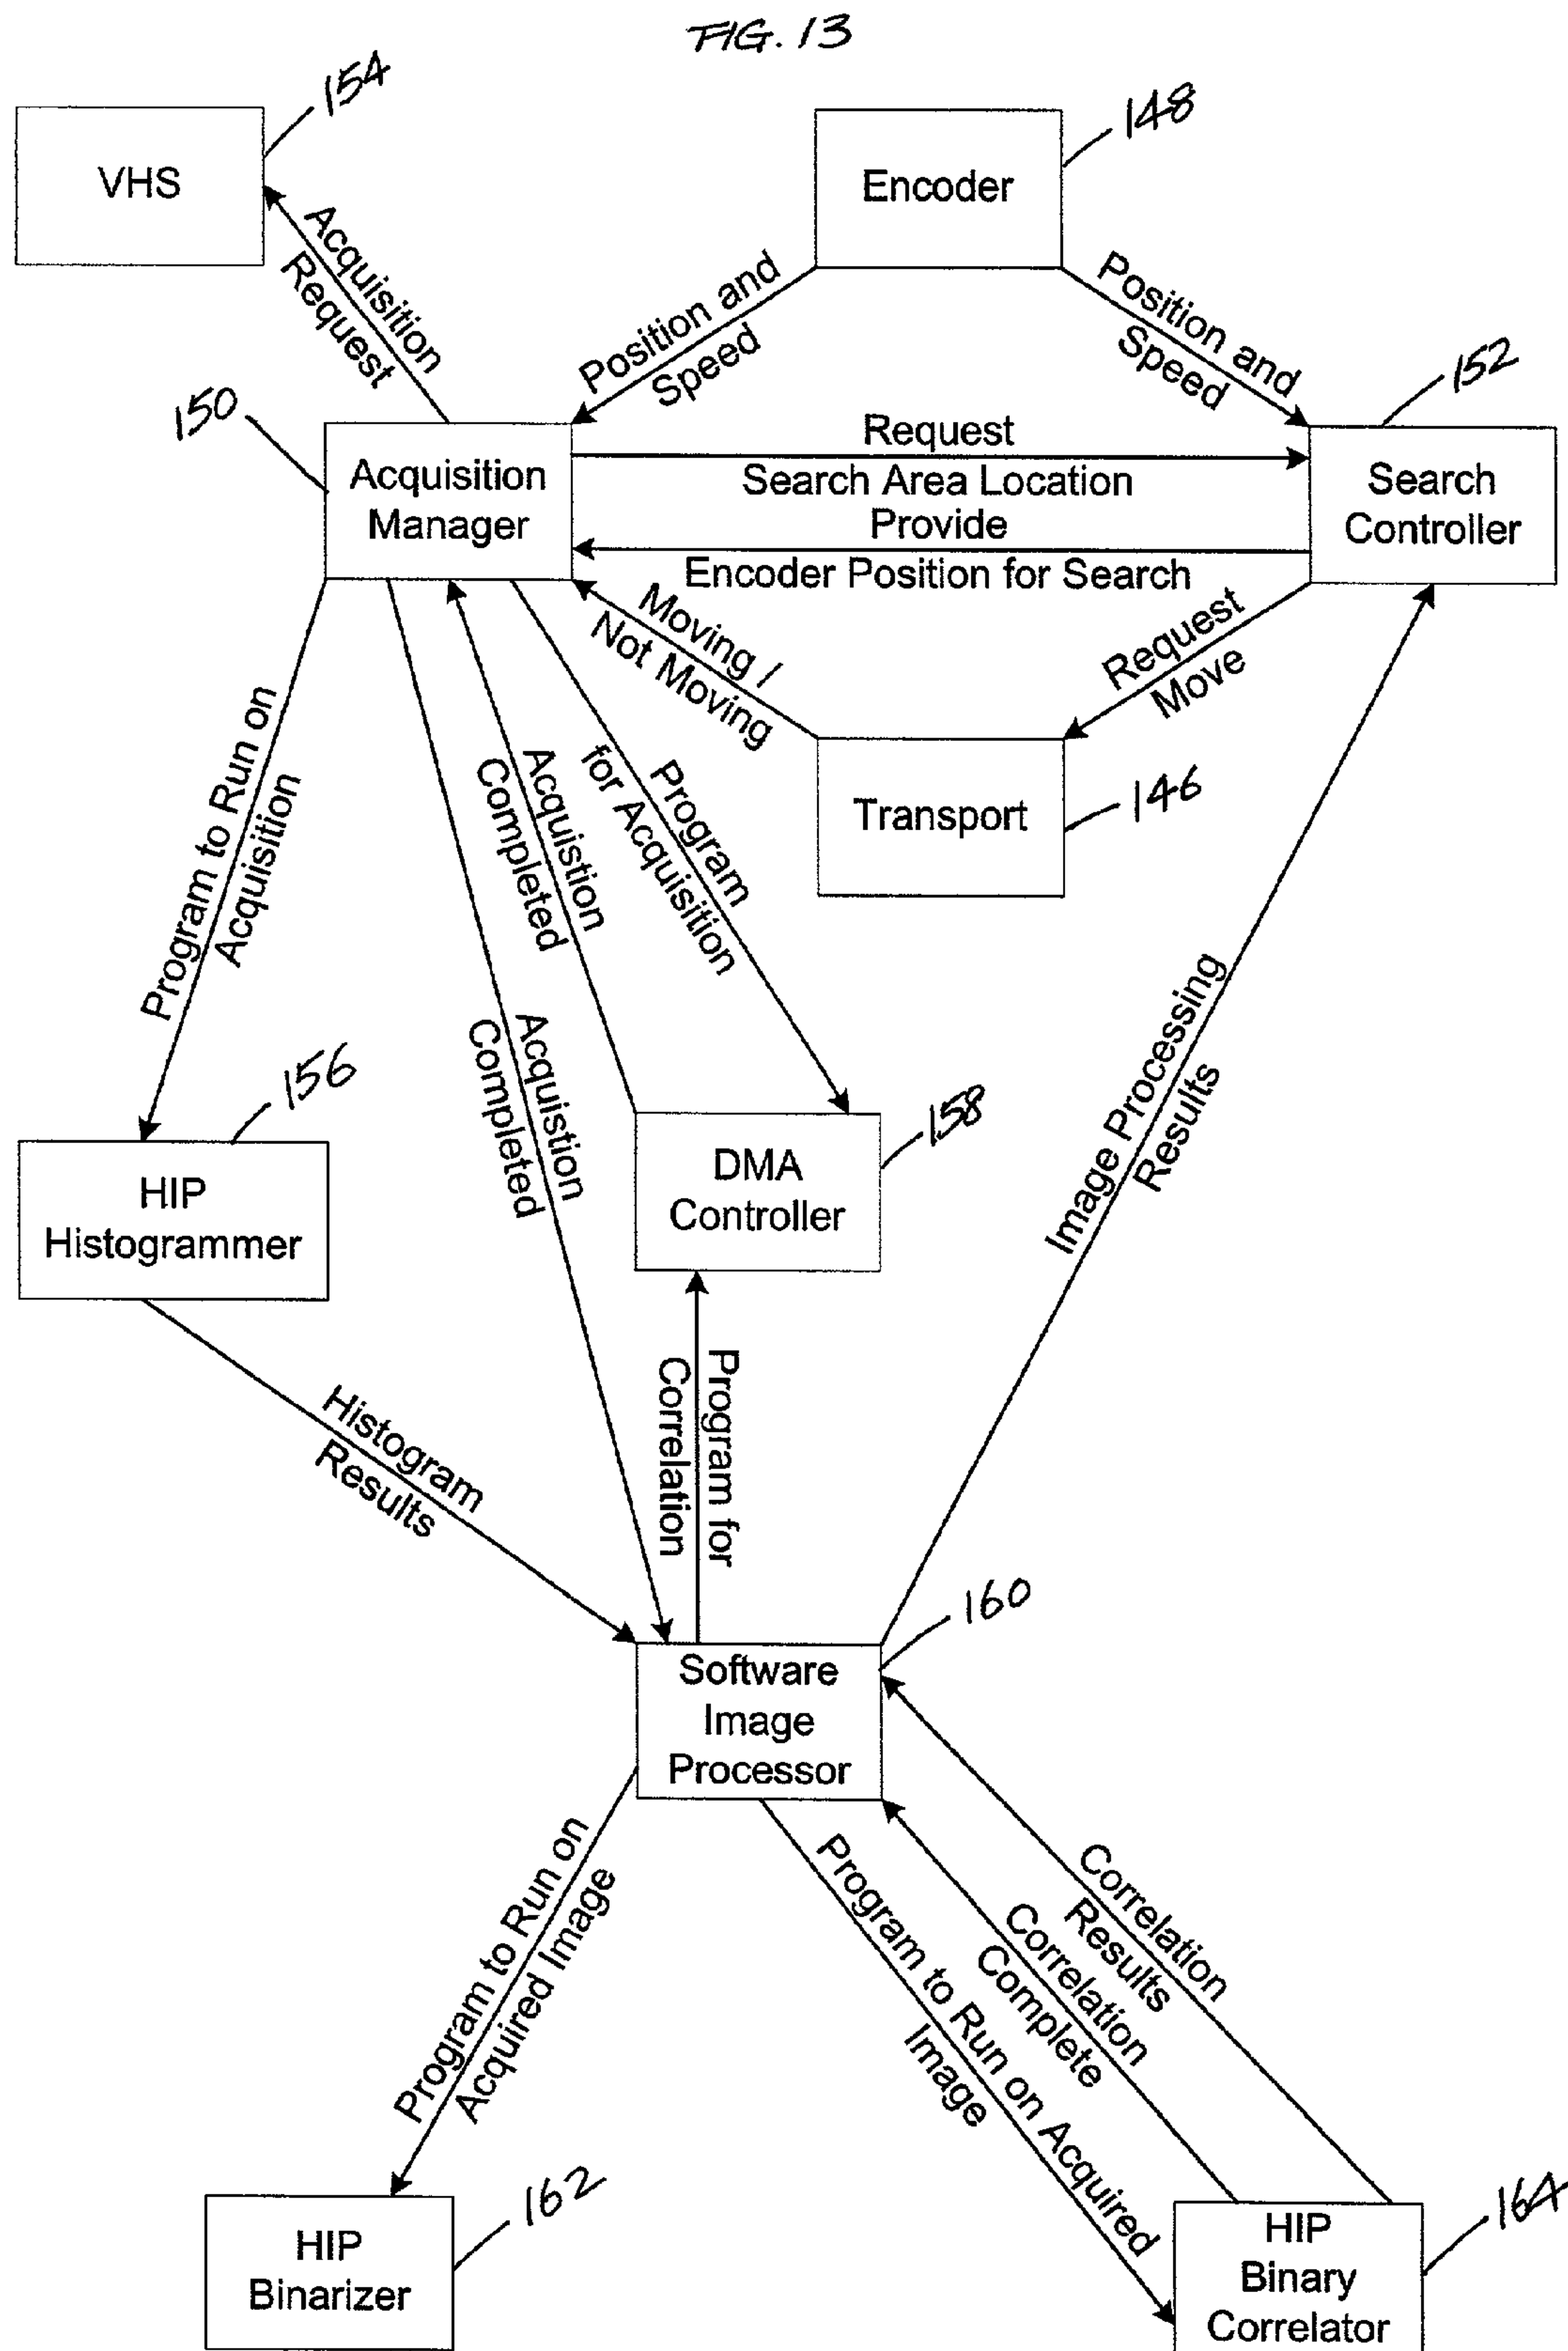 FIG. 13
154
148
VHS
Encoder
Acquisition
Request
Position and
Speed
Position and
Speed
150
152
Acquisition
Manager
Request
Search Area Location
Provide
Encoder Position for Search
Search
Controller
Moving /
Not Moving
Request
Move
Transport
146
Program to Run on
Acquisition
Acquistion
Completed
Acquistion
Completed
Program
for Acquisition
Image Processing
Results
156
158
HIP
Histogrammer
DMA
Controller
Histogram
Results
Program for
Correlation
160
Software
Image
Processor
Program to Run on
Acquired Image
Program to Run on Acquired
Image
Correlation
Complete
Correlation
Results
162
164
HIP
Binarizer
HIP
Binary
Correlator